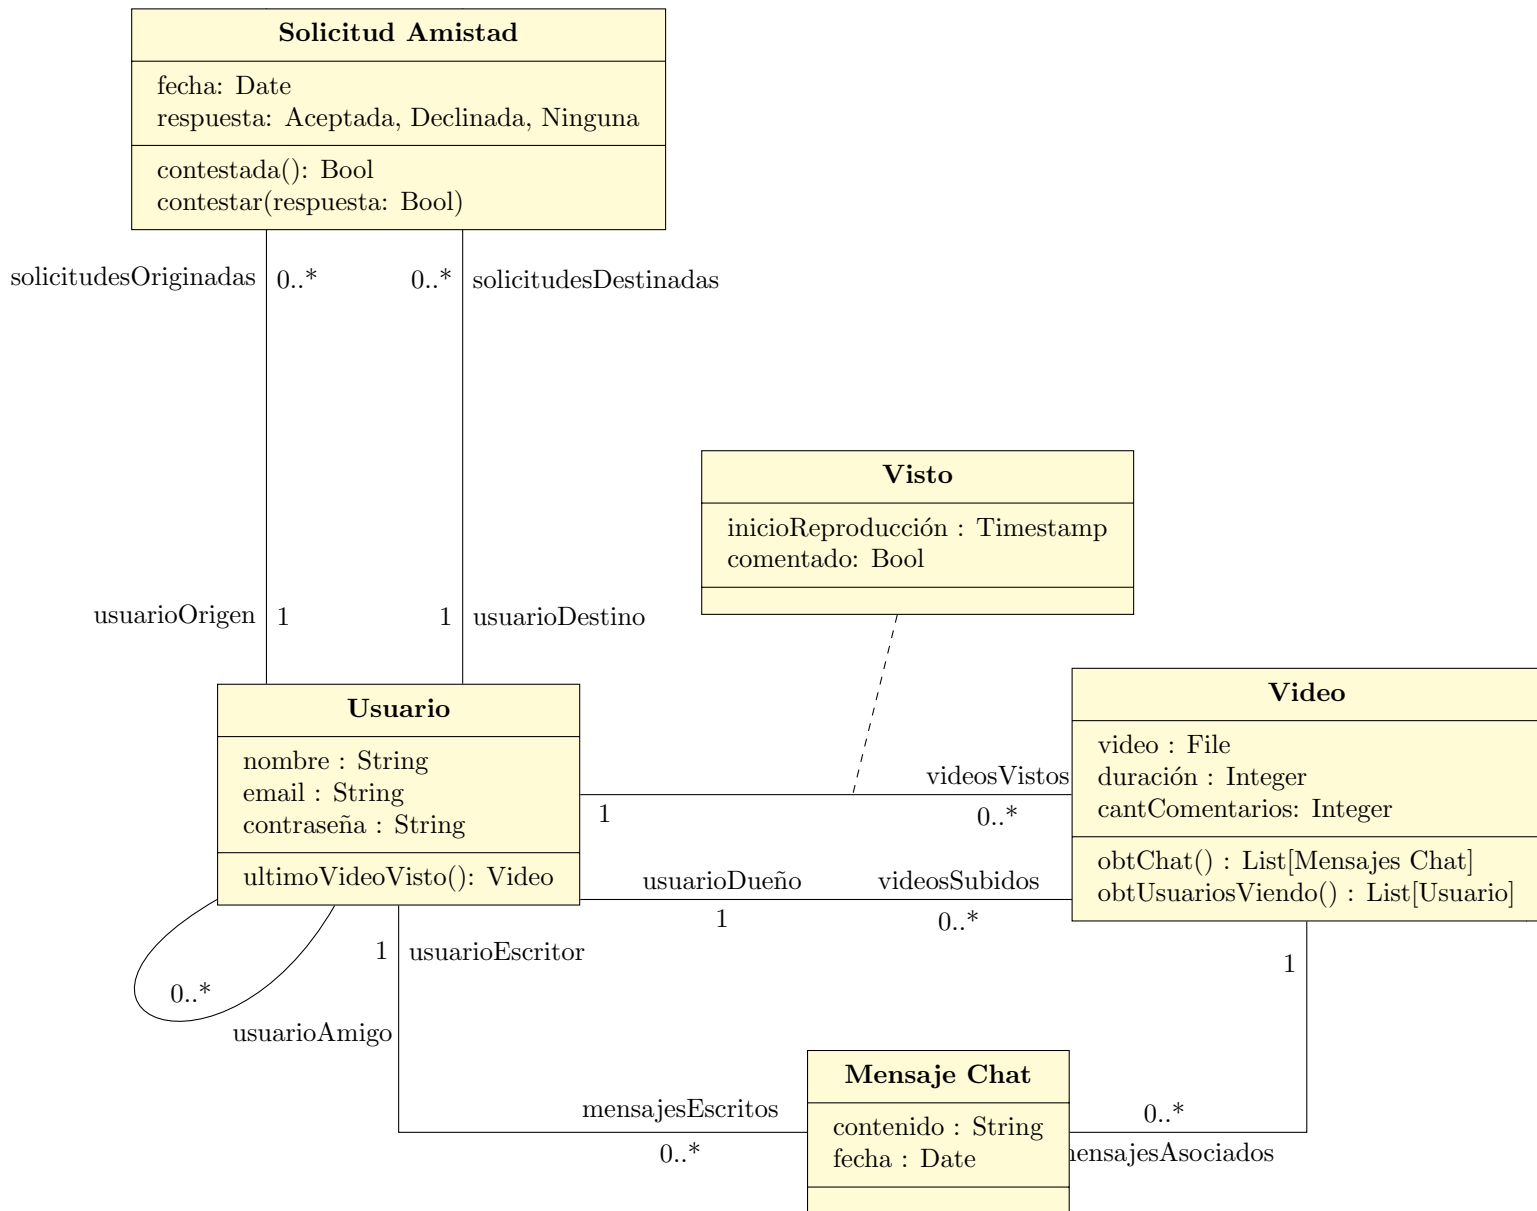 Solicitud Amistad
fecha: Date
respuesta: Aceptada, Declinada, Ninguna
contestada(): Bool
contestar(respuesta: Bool)
solicitudesOriginadas
0..*
0..*
solicitudesDestinadas
Visto
inicioReproducción : Timestamp
comentado: Bool
usuarioOrigen
1
1
usuarioDestino
Usuario
nombre : String
email : String
contraseña : String
ultimoVideoVisto(): Video
Video
video : File
duración : Integer
cantComentarios: Integer
obtChat() : List[Mensajes Chat]
obtUsuariosViendo() : List[Usuario]
videosVistos
1
0..*
usuarioDueño
videosSubidos
1
0..*
1
usuarioEscritor
1
0..*
usuarioAmigo
Mensaje Chat
contenido : String
fecha : Date
mensajesEscritos
0..*
0..*
ensajesAsociados